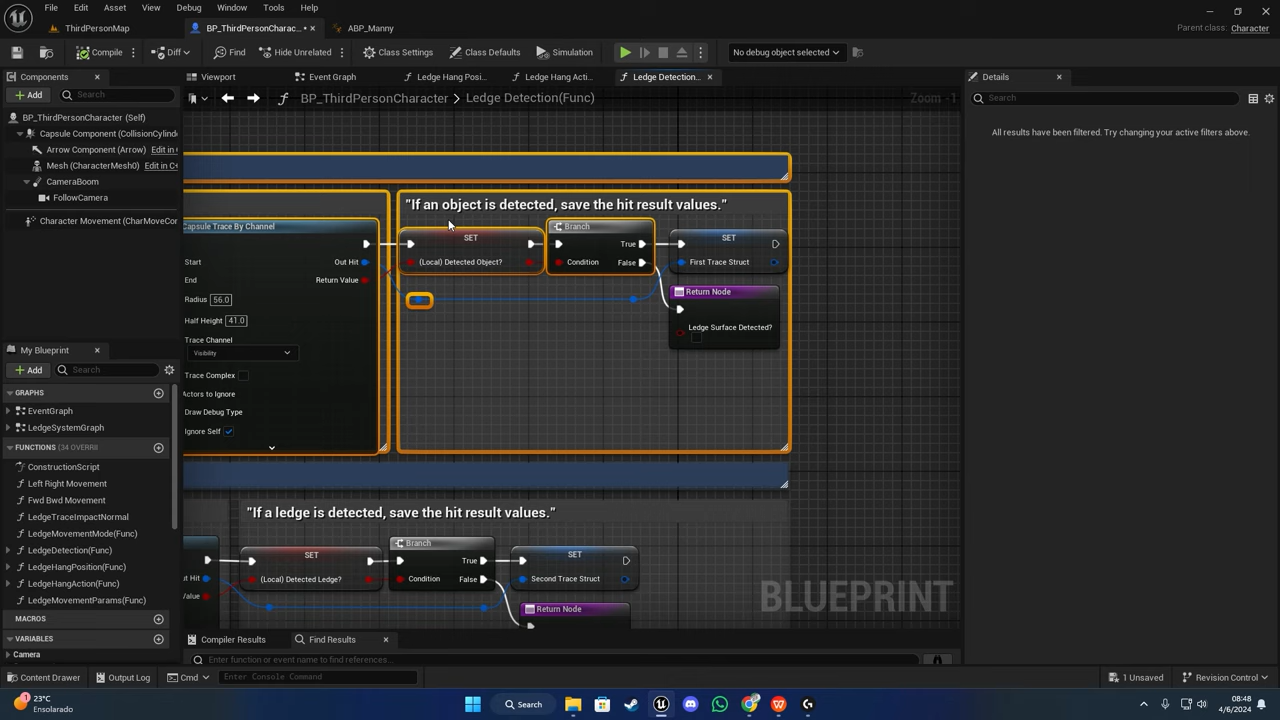 File Edit Asset View Debug Window Tools Help
ThirdPersonMap BP_ThirdPersonCharac... ABP_Manny
Parent class: Character
Compile Diff Find Hide Unrelated Class Settings Class Defaults Simulation No debug object selected
Components
Viewport Event Graph Ledge Hang Posi... Ledge Hang Acti... Ledge Detection...
Details
Add Search
BP_ThirdPersonCharacter > Ledge Detection(Func)
Zoom -1
Search
BP_ThirdPersonCharacter (Self)
Capsule Component (CollisionCylinde
Arrow Component (Arrow) Edit in
Mesh (CharacterMesh0) Edit in C+
CameraBoom
FollowCamera
Character Movement (CharMoveCor
All results have been filtered. Try changing your active filters above.
"If an object is detected, save the hit result values."
Capsule Trace By Channel
Start
End
Radius 56.0
Half Height 41.0
Trace Channel
Visibility
Trace Complex
Actors to Ignore
Draw Debug Type
Ignore Self
Out Hit
Return Value
SET
(Local) Detected Object?
Branch
Condition
True
False
SET
First Trace Struct
Return Node
Ledge Surface Detected?
My Blueprint
Add Search
GRAPHS
EventGraph
LedgeSystemGraph
FUNCTIONS (34 OVERRI
ConstructionScript
Left Right Movement
Fwd Bwd Movement
LedgeTraceImpactNormal
LedgeMovementMode(Func)
LedgeDetection(Func)
LedgeHangPosition(Func)
LedgeHangAction(Func)
LedgeMovementParams(Func)
MACROS
VARIABLES
Camera
"If a ledge is detected, save the hit result values."
ut Hit
Value
SET
(Local) Detected Ledge?
Branch
Condition
True
False
SET
Second Trace Struct
Return Node
BLUEPRINT
Compiler Results Find Results
Enter function or event name to find references...
Content Drawer Output Log Cmd Enter Console Command
1 Unsaved Revision Control
23°C
Ensolarado
Search
08:48
4/6/2024